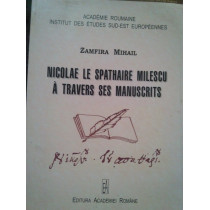 ACADÉMIE ROUMAINE
INSTITUT DES ÉTUDES SUD-EST EUROPÉENNES
ZAMFIRA MIHAIL
NICOLAE LE SPATHAIRE MILESCU
À TRAVERS SES MANUSCRITS
EDITURA ACADEMIEI ROMÂNE